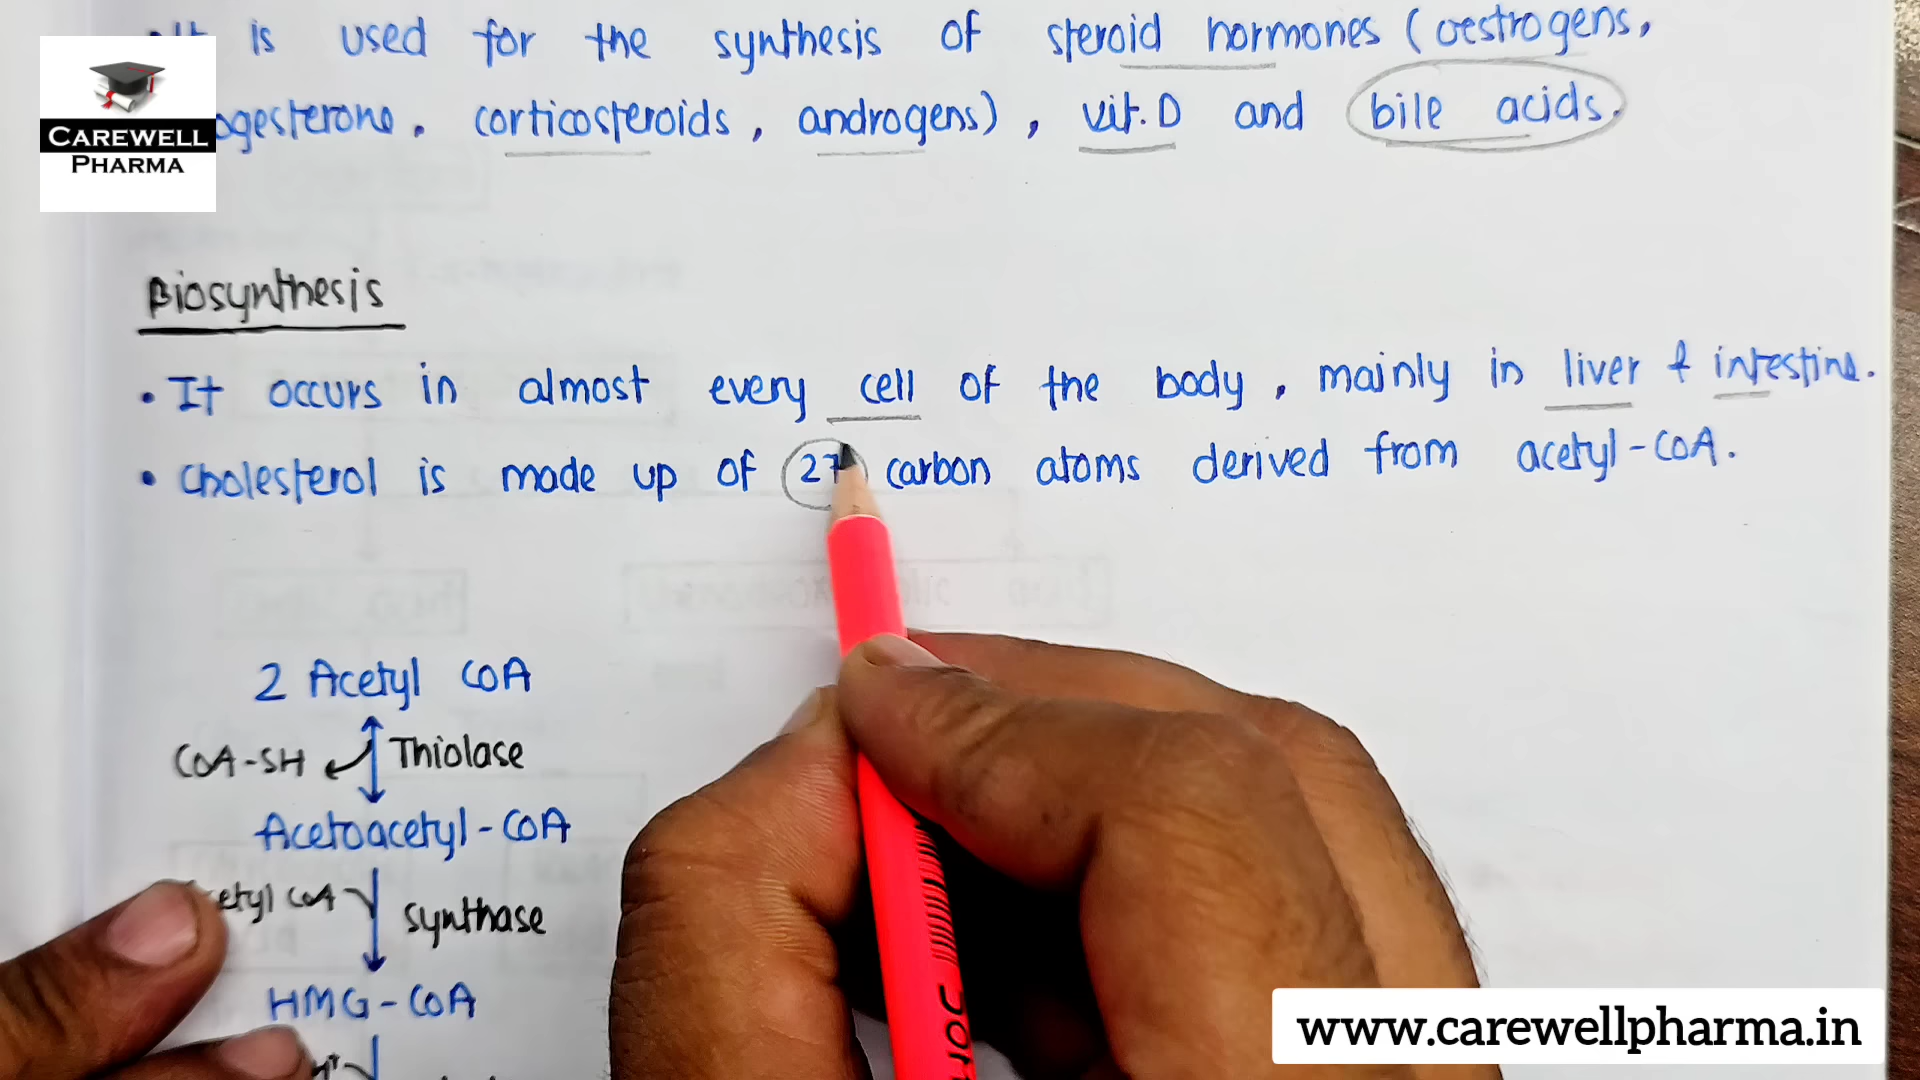 is used for the synthesis of steroid hormones (oestrogens,
corticosteroids, androgens), vit. D and bile acids.
CAREWELL
PHARMA
Biosynthesis
• It occurs in almost every cell of the body, mainly in liver & intestine.
• Cholesterol is made up of 27 carbon atoms derived from acetyl-CoA.
2 Acetyl CoA
CoA-SH Thiolase
Acetoacetyl-CoA
etyl CoA synthase
HMG-CoA
www.carewellpharma.in